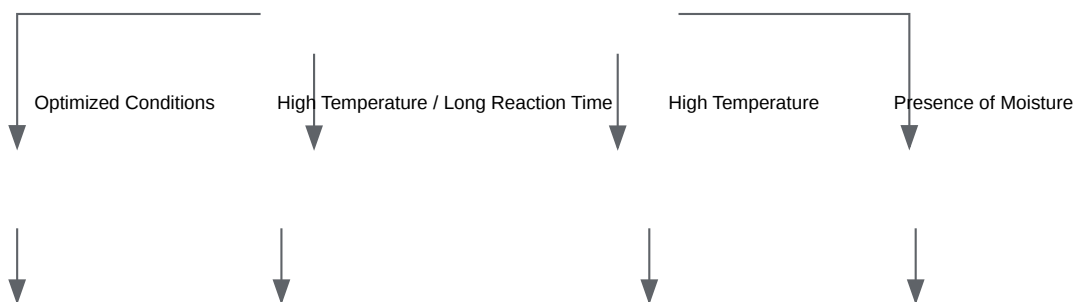 Optimized Conditions
High Temperature / Long Reaction Time
High Temperature
Presence of Moisture